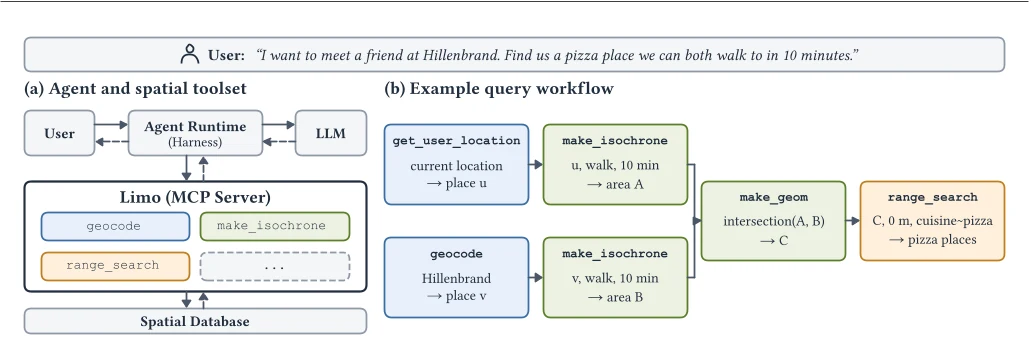 User: “I want to meet a friend at Hillenbrand. Find us a pizza place we can both walk to in 10 minutes.”
(a) Agent and spatial toolset
User
Agent Runtime
(Harness)
LLM
Limo (MCP Server)
geocode
make_isochrone
range_search
...
Spatial Database
(b) Example query workflow
get_user_location
current location
→ place u
make_isochrone
u, walk, 10 min
→ area A
geocode
Hillenbrand
→ place v
make_isochrone
v, walk, 10 min
→ area B
make_geom
intersection(A, B)
→ C
range_search
C, 0 m, cuisine~pizza
→ pizza places